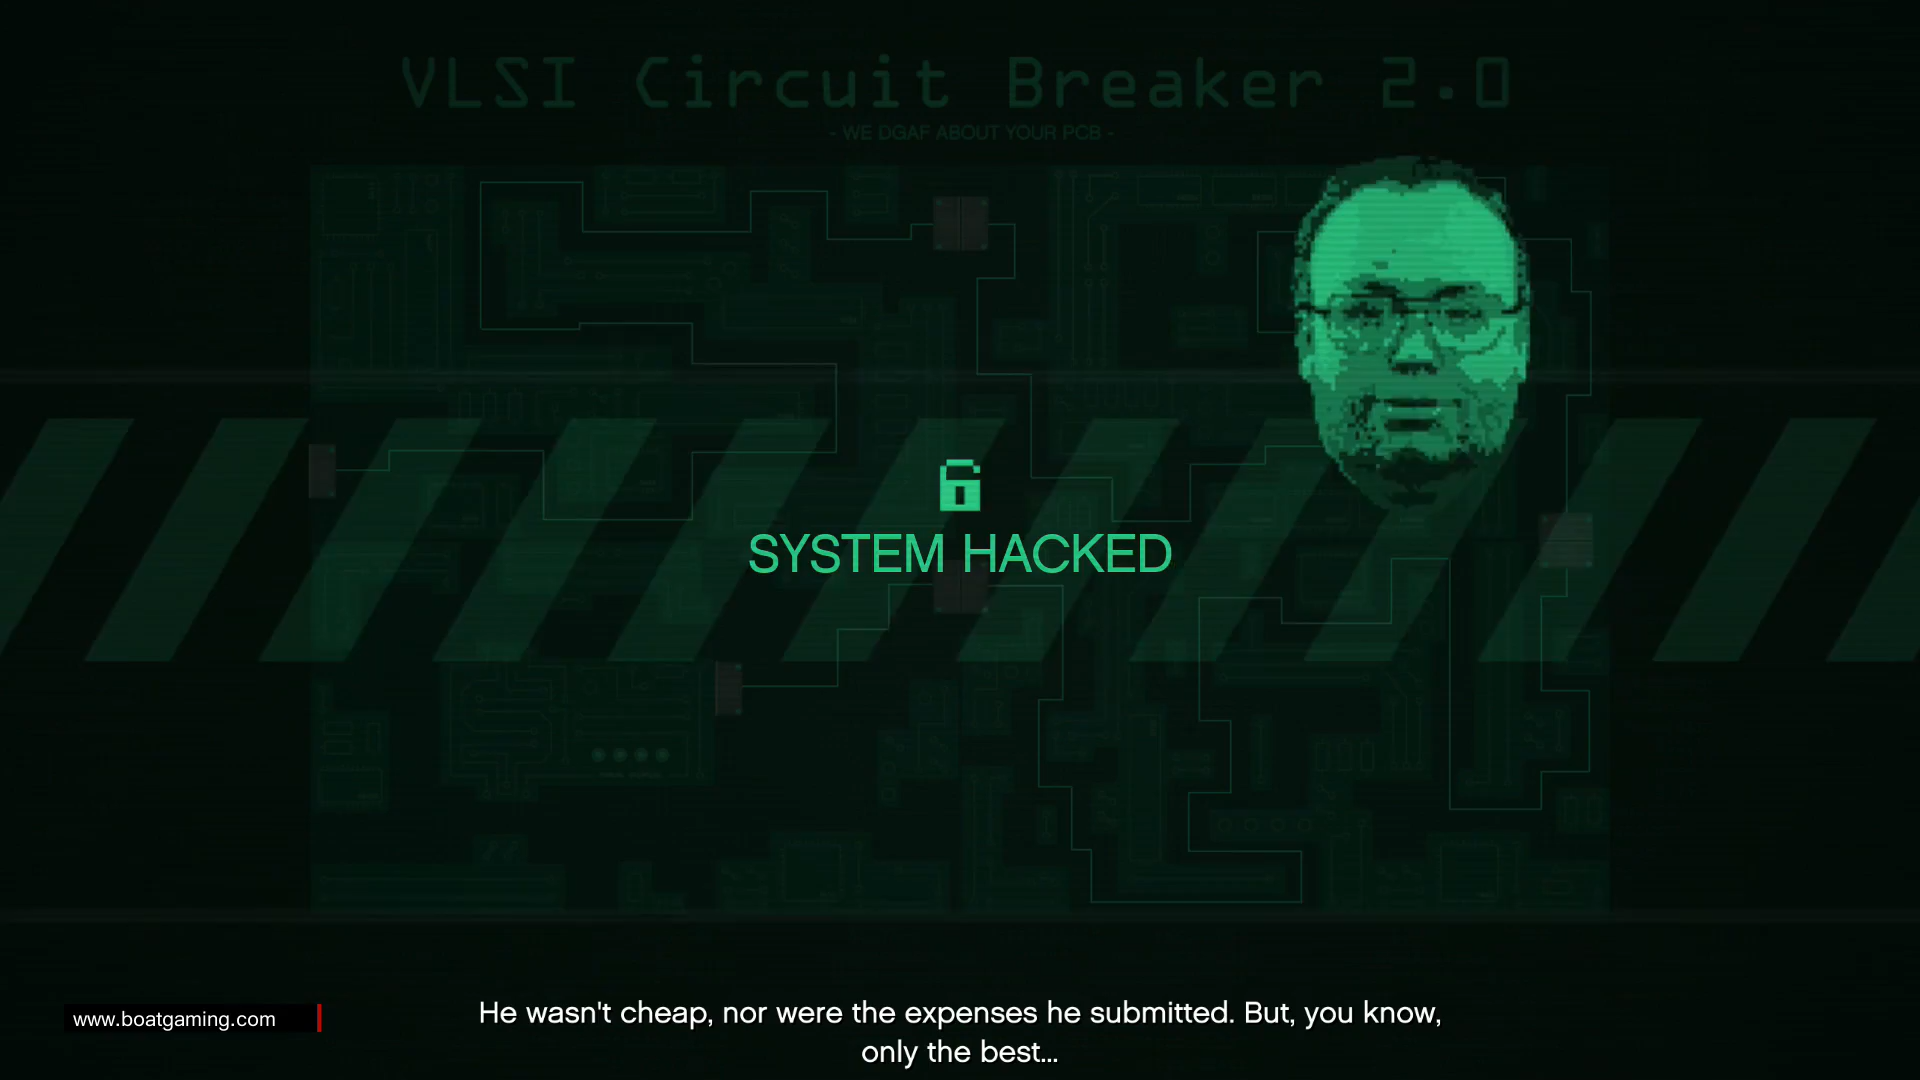 VLSI Circuit Breaker 2.0
- WE DGAF ABOUT YOUR PCB -
SYSTEM HACKED
www.boatgaming.com
He wasn't cheap, nor were the expenses he submitted. But, you know,
only the best...